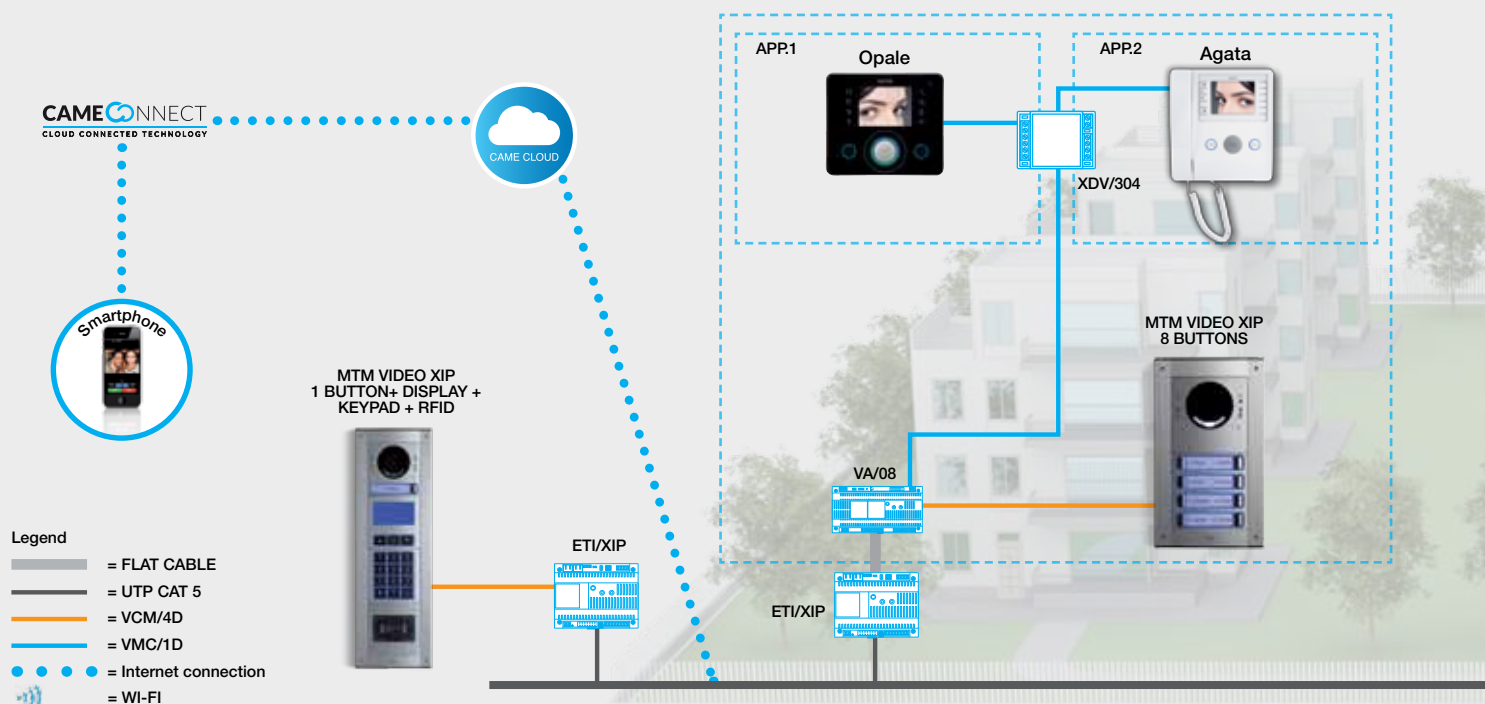 CAMECONNECT
CLOUD CONNECTED TECHNOLOGY
CAME CLOUD
Smartphone
APP.1
Opale
APP.2
Agata
XDV/304
MTM VIDEO XIP
8 BUTTONS
MTM VIDEO XIP
1 BUTTON+ DISPLAY +
KEYPAD + RFID
VA/08
ETI/XIP
ETI/XIP
Legend
= FLAT CABLE
= UTP CAT 5
= VCM/4D
= VMC/1D
= Internet connection
= WI-FI